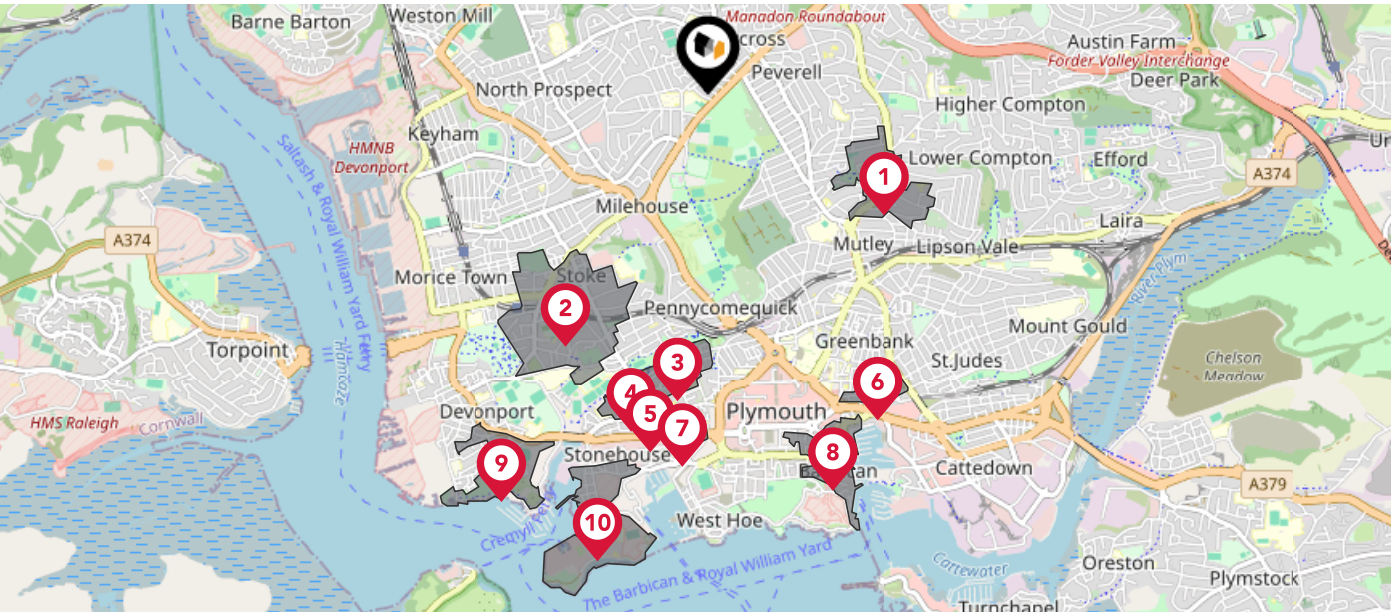 Weston Mill
Barne Barton
Manadon Roundabout
cross
Austin Farm
Forder Valley Interchange
Deer Park
Peverell
North Prospect
Higher Compton
Keyham
HMNB
Devonport
Saltash & Royal William Yard Ferry
Lower Compton
Efford
A374
1
Milehouse
Laira
A374
Mutley
Lipson Vale
Morice Town
Stoke
River Plym
2
Pennycomequick
Mount Gould
Hamoaze
Greenbank
Torpoint
St.Judes
Chelson
Meadow
3
6
4
5
7
Devonport
Plymouth
HMS Raleigh
Cornwall
Stonehouse
8
9
Cattedown
A379
10
West Hoe
Cremyll Ferry
The Barbican & Royal William Yard
Cattewater
Oreston
Plymstock
Turnchapel